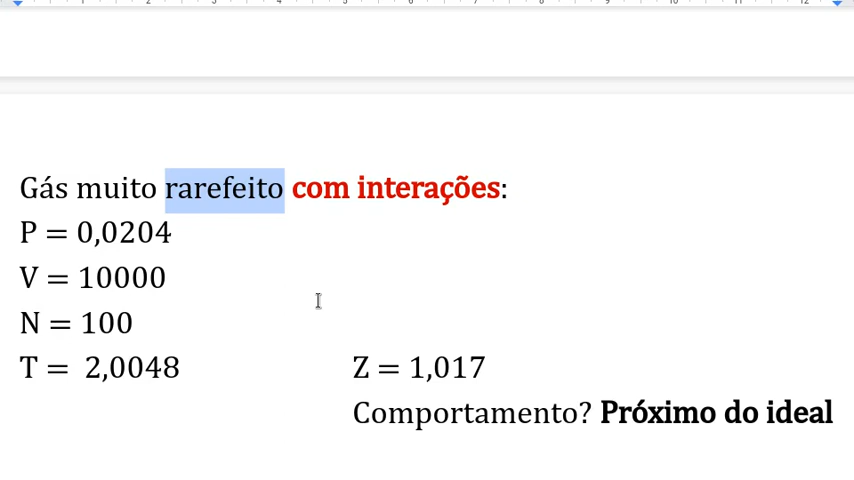 Gás muito rarefeito com interações:
P = 0,0204
V = 10000
N = 100
T = 2,0048
Z = 1,017
Comportamento? Próximo do ideal